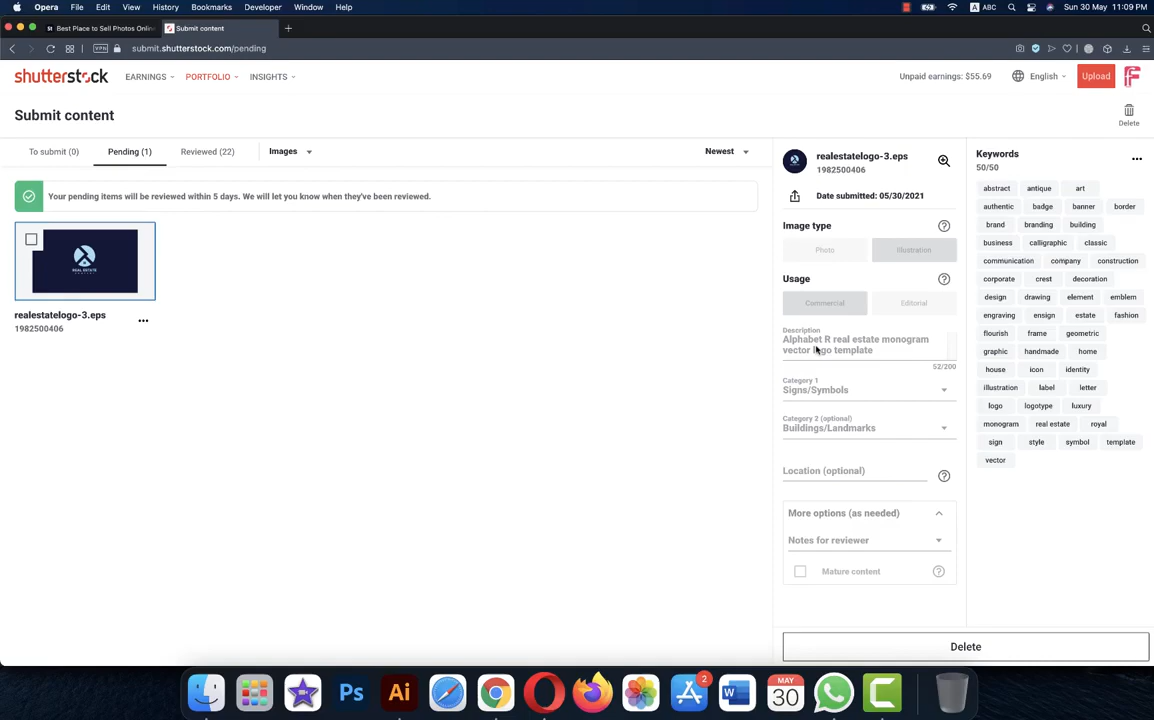 Opera File Edit View History Bookmarks Developer Window Help
ABC Sun 30 May 11:09 PM
Best Place to Sell Photos Onlin
Submit content
VPN submit.shutterstock.com/pending
shutterstock EARNINGS PORTFOLIO INSIGHTS Unpaid earnings: $55.69 English Upload
Submit content
Delete
To submit (0) Pending (1) Reviewed (22) Images Newest
Your pending items will be reviewed within 5 days. We will let you know when they've been reviewed.
REAL ESTATE
realestatelogo-3.eps
1982500406
realestatelogo-3.eps
1982500406
Date submitted: 05/30/2021
Image type
Photo Illustration
Usage
Commercial Editorial
Description
Alphabet R real estate monogram
vector logo template
52/200
Category 1
Signs/Symbols
Category 2 (optional)
Buildings/Landmarks
Location (optional)
More options (as needed)
Notes for reviewer
Mature content
Keywords
50/50
abstract antique art
authentic badge banner border
brand branding building
business calligraphic classic
communication company construction
corporate crest decoration
design drawing element emblem
engraving ensign estate fashion
flourish frame geometric
graphic handmade home
house icon identity
illustration label letter
logo logotype luxury
monogram real estate royal
sign style symbol template
vector
Delete
Ps Ai 2 W MAY 30